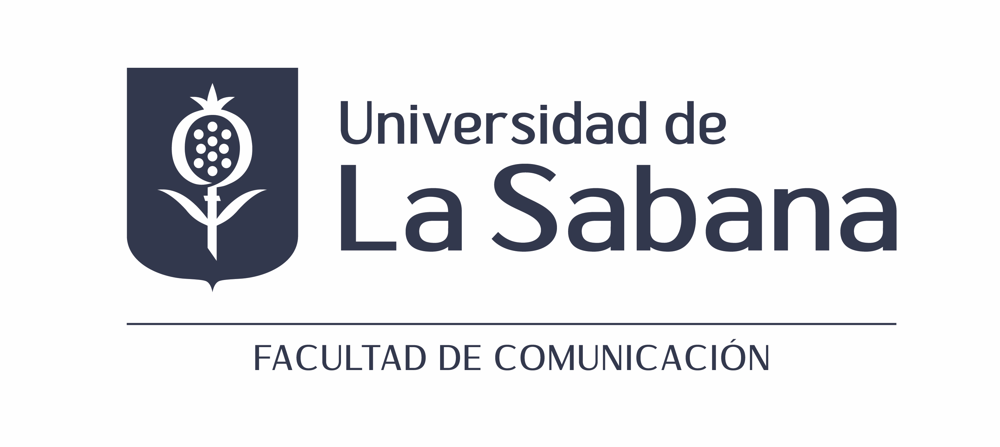 Universidad de
La Sabana
FACULTAD DE COMUNICACIÓN